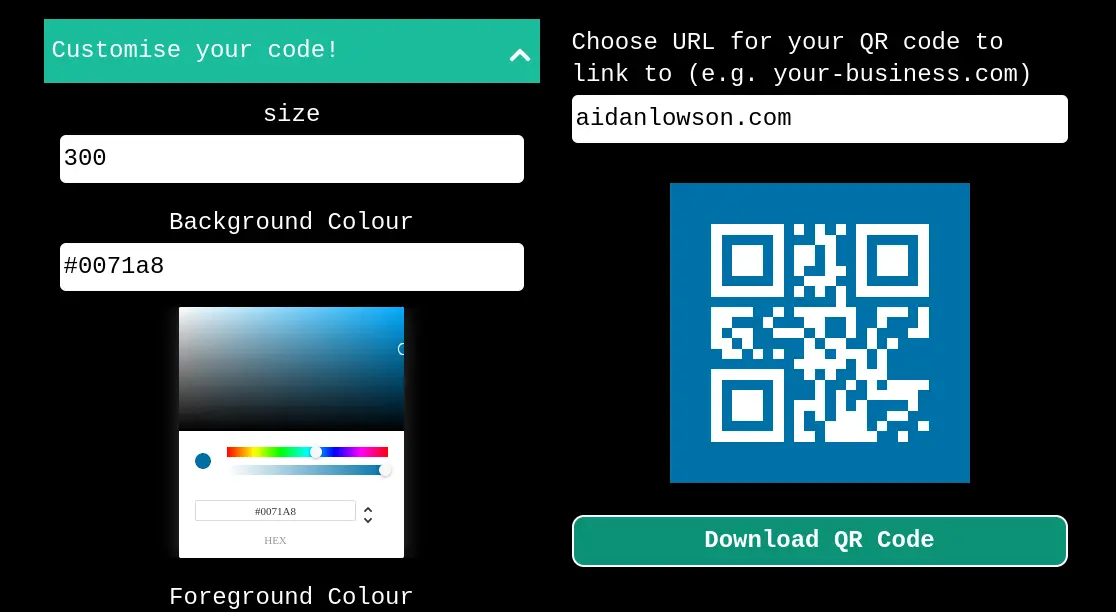 Customise your code!
size
300
Background Colour
#0071a8
#0071A8
HEX
Foreground Colour
Choose URL for your QR code to
link to (e.g. your-business.com)
aidanlowson.com
Download QR Code